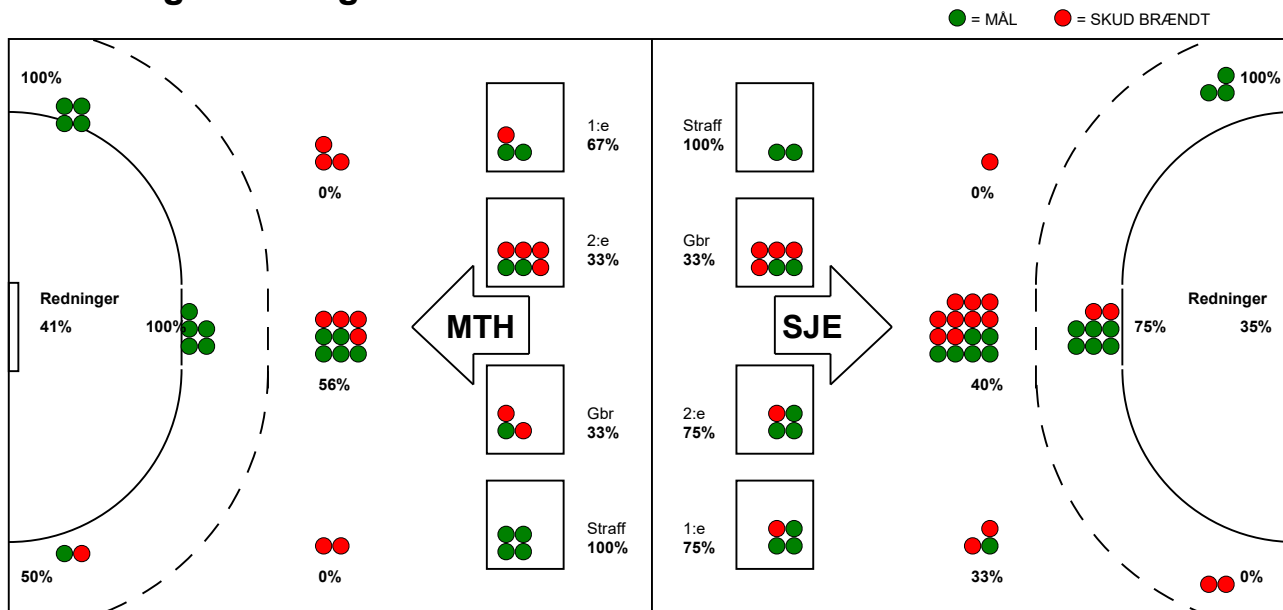 = MÅL = SKUD BRÆNDT
100%
1:e
67%
0%
2:e
33%
Redninger
41%
100%
MTH
56%
Gbr
33%
Straff
100%
50%
0%
Straff
100%
100%
0%
Gbr
33%
SJE
Redninger
75%
35%
40%
2:e
75%
1:e
75%
33%
0%